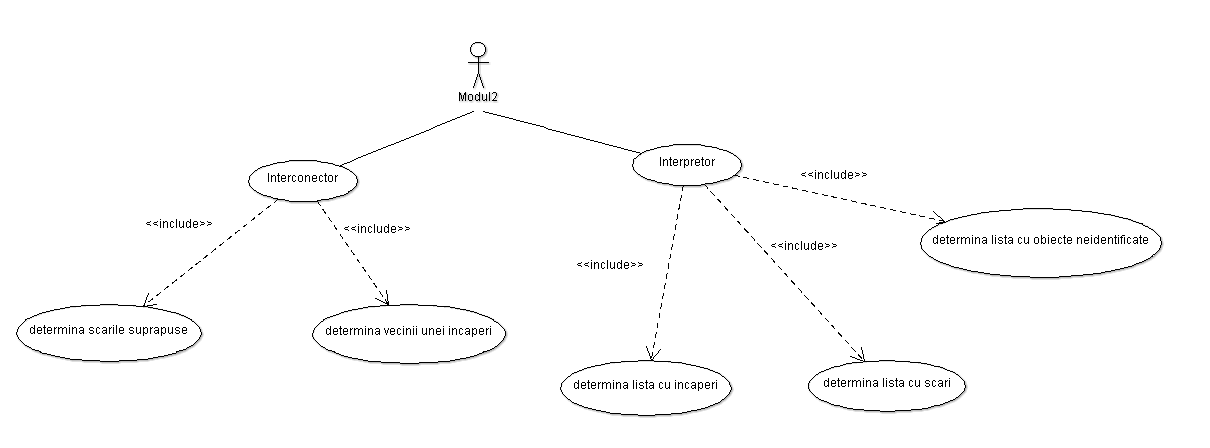 Modul2
Interconector
Interpretor
<<include>>
<<include>>
<<include>>
<<include>>
<<include>>
determina lista cu obiecte neidentificate
determina scarile suprapuse
determina vecinii unei incaperi
determina lista cu incaperi
determina lista cu scari